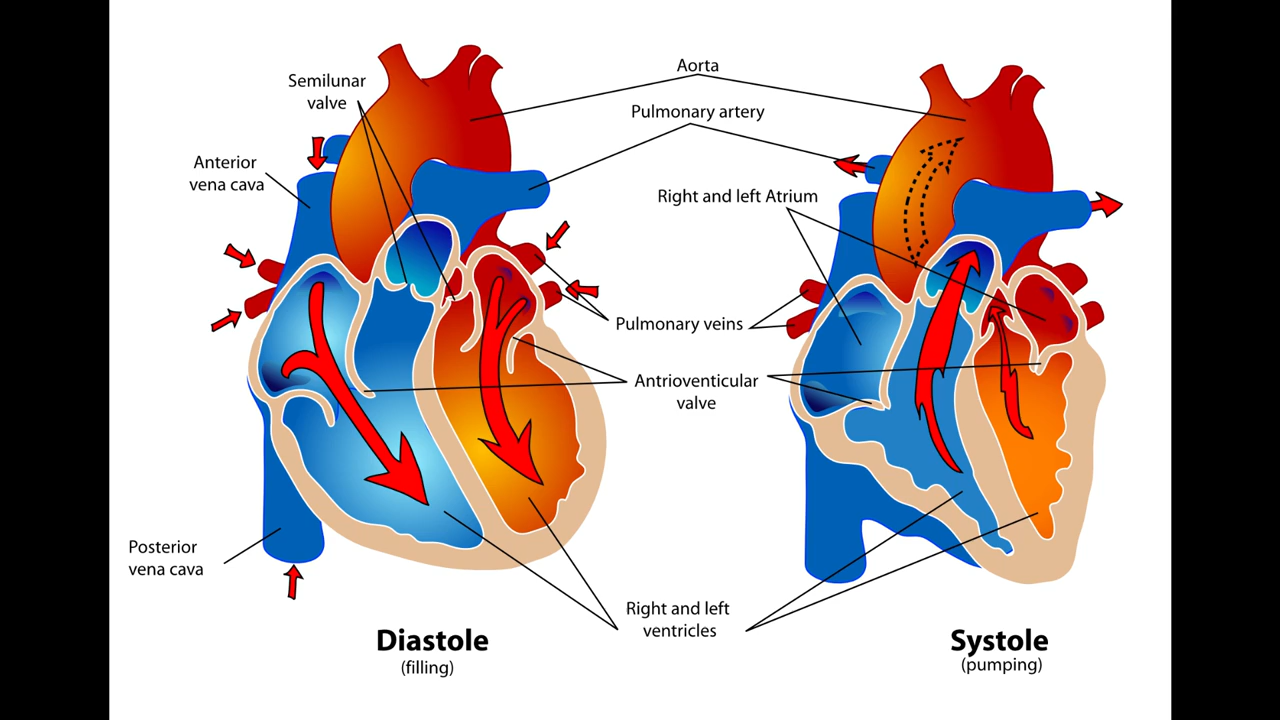 Aorta
Semilunar
valve
Pulmonary artery
Anterior
vena cava
Right and left Atrium
Pulmonary veins
Antrioventicular
valve
Posterior
vena cava
Right and left
ventricles
Diastole
(filling)
Systole
(pumping)